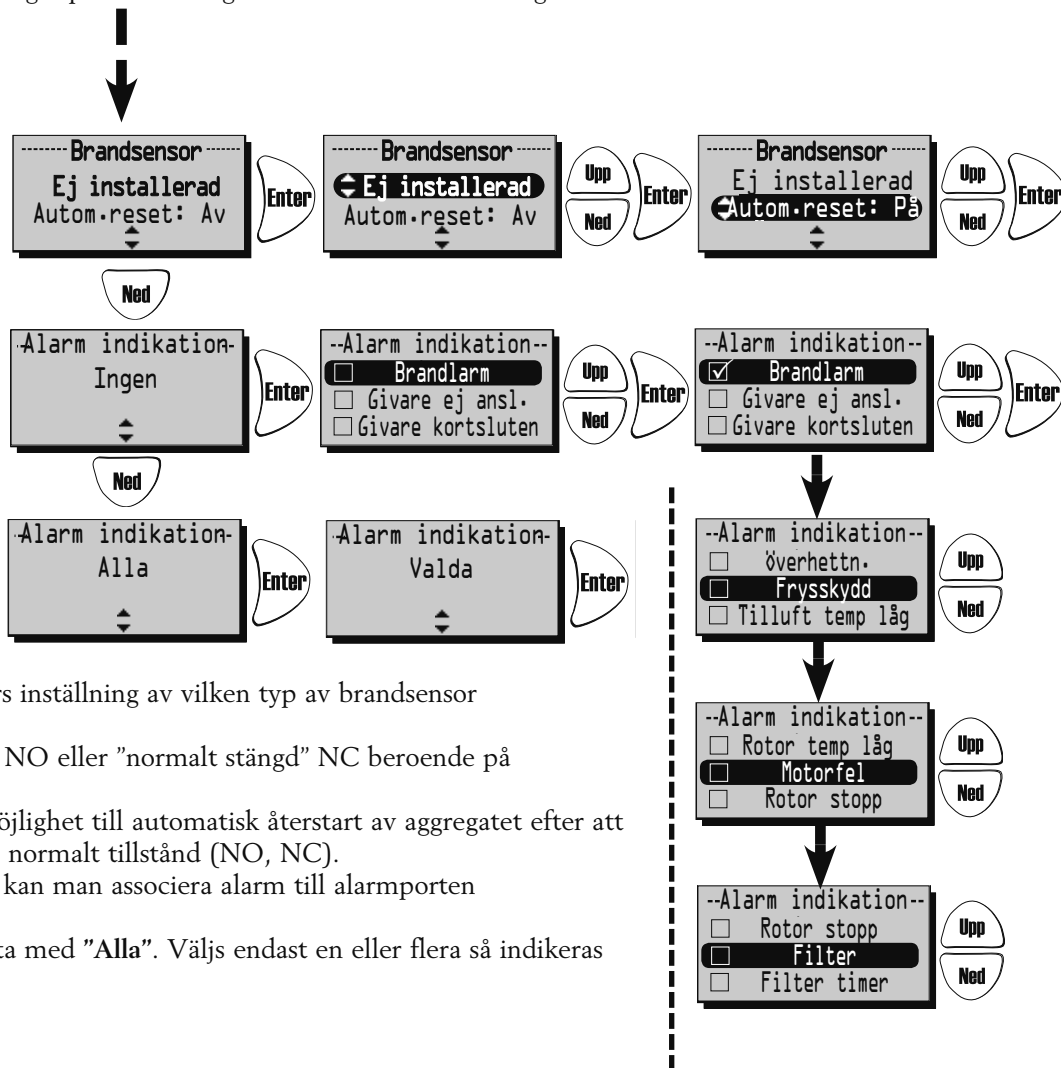 Brandsensor
Ej installerad
Autom.reset: Av
Enter
Brandsensor
Ej installerad
Autom.reset: Av
Upp
Ned
Enter
Brandsensor
Ej installerad
Autom.reset: På
Upp
Ned
Enter
Ned
-Alarm indikation-
Ingen
Enter
--Alarm indikation--
Brandlarm
Givare ej ansl.
Givare kortsluten
Upp
Ned
Enter
--Alarm indikation--
Brandlarm
Givare ej ansl.
Givare kortsluten
Upp
Ned
Enter
Ned
-Alarm indikation-
Alla
Enter
-Alarm indikation-
Valda
Enter
--Alarm indikation--
överhettn.
Frysskydd
Tilluft temp låg
Upp
Ned
--Alarm indikation--
Rotor temp låg
Motorfel
Rotor stopp
Upp
Ned
--Alarm indikation--
Rotor stopp
Filter
Filter timer
Upp
Ned
inställning av vilken typ av brandsensor
NO eller ”normalt stängd” NC beroende på
möjlighet till automatisk återstart av aggregatet efter att
normalt tillstånd (NO, NC).
kan man associera alarm till alarmporten
med ”Alla”. Väljs endast en eller flera så indikeras